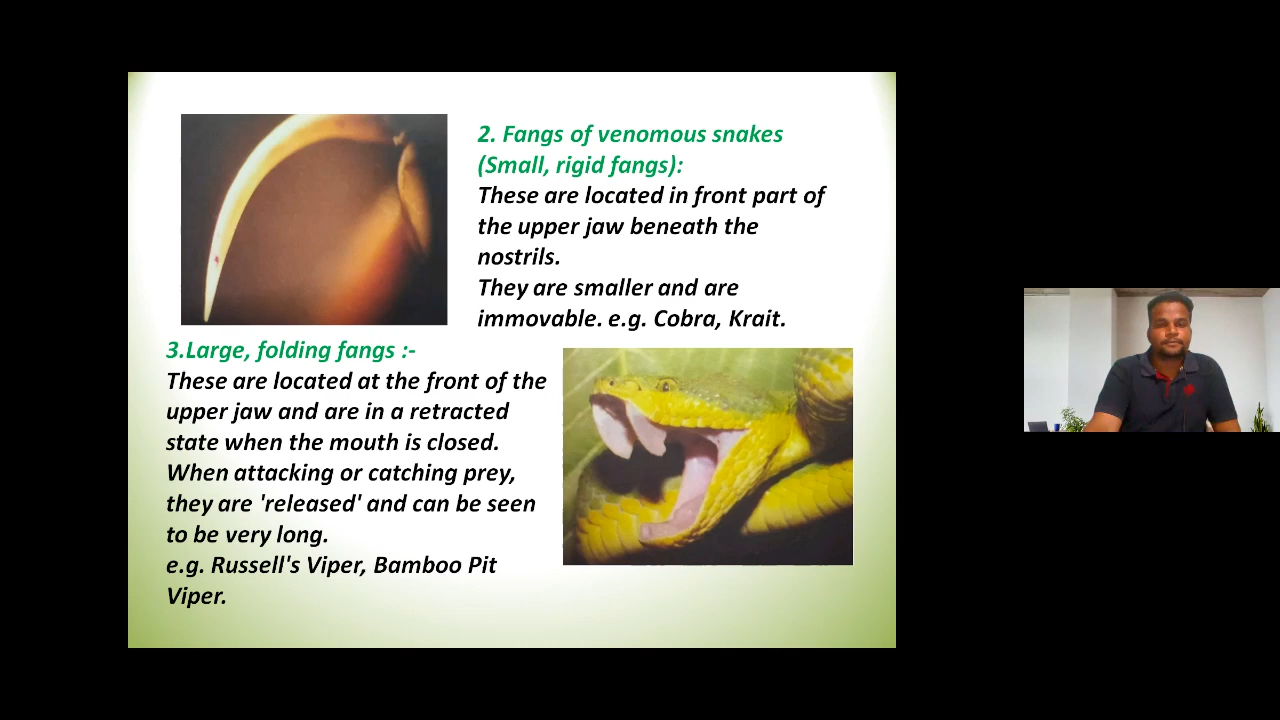 2. Fangs of venomous snakes
(Small, rigid fangs):
These are located in front part of
the upper jaw beneath the
nostrils.
They are smaller and are
immovable. e.g. Cobra, Krait.
3.Large, folding fangs :-
These are located at the front of the
upper jaw and are in a retracted
state when the mouth is closed.
When attacking or catching prey,
they are 'released' and can be seen
to be very long.
e.g. Russell's Viper, Bamboo Pit
Viper.